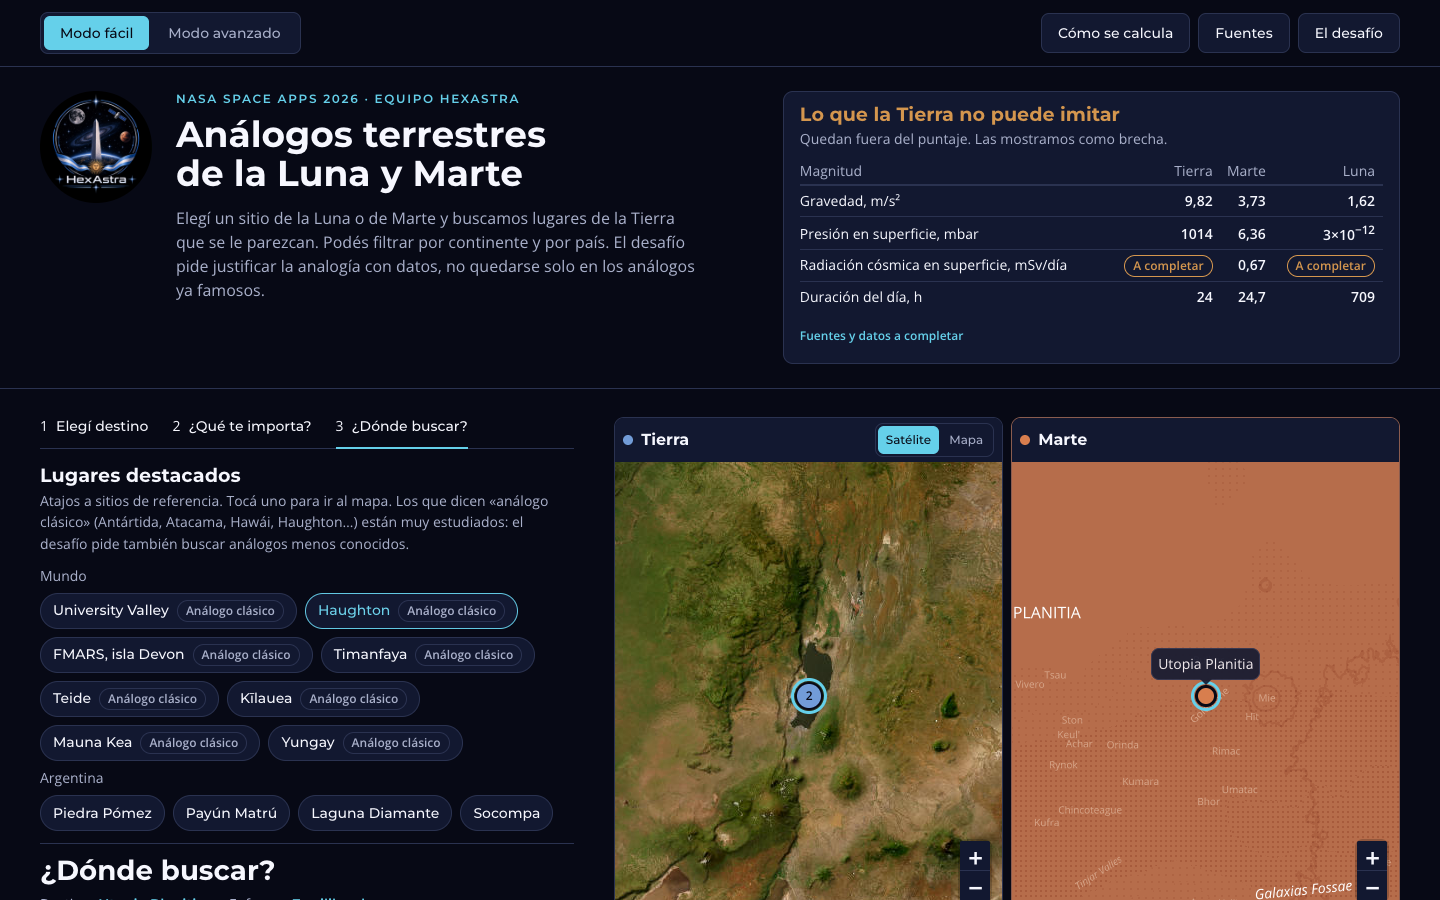 Modo fácil
Modo avanzado
Cómo se calcula
Fuentes
El desafío
HexAstra
NASA SPACE APPS 2026 · EQUIPO HEXASTRA
Análogos terrestres
de la Luna y Marte
Elegí un sitio de la Luna o de Marte y buscamos lugares de la Tierra
que se le parezcan. Podés filtrar por continente y por país. El desafío
pide justificar la analogía con datos, no quedarse solo en los análogos
ya famosos.
Lo que la Tierra no puede imitar
Quedan fuera del puntaje. Las mostramos como brecha.
Magnitud Tierra Marte Luna
Gravedad, m/s² 9,82 3,73 1,62
Presión en superficie, mbar 1014 6,36 3×10⁻¹²
Radiación cósmica en superficie, mSv/día A completar 0,67 A completar
Duración del día, h 24 24,7 709
Fuentes y datos a completar
1 Elegí destino
2 ¿Qué te importa?
3 ¿Dónde buscar?
Lugares destacados
Atajos a sitios de referencia. Tocá uno para ir al mapa. Los que dicen «análogo
clásico» (Antártida, Atacama, Hawái, Haughton…) están muy estudiados: el
desafío pide también buscar análogos menos conocidos.
Mundo
University Valley Análogo clásico
Haughton Análogo clásico
FMARS, isla Devon Análogo clásico
Timanfaya Análogo clásico
Teide Análogo clásico
Kīlauea Análogo clásico
Mauna Kea Análogo clásico
Yungay Análogo clásico
Argentina
Piedra Pómez
Payún Matrú
Laguna Diamante
Socompa
¿Dónde buscar?
Tierra
Satélite
Mapa
2
+
−
Marte
PLANITIA
Utopia Planitia
Tsau
Vivero
Mie
Hit
Ston
Keul'
Achar
Orinda
Rimac
Rynok
Kumara
Umatac
Bhor
Chincoteague
Kufra
Tinjar Valles
Galaxias Fossae
+
−